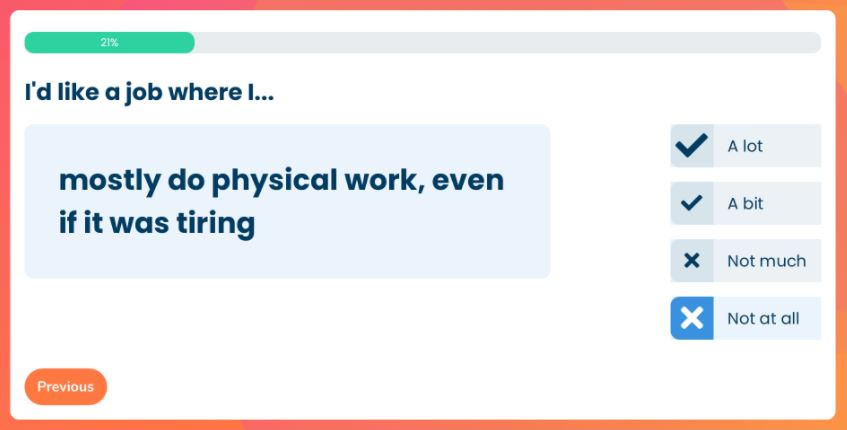 21%
I'd like a job where I...
mostly do physical work, even
if it was tiring
A lot
A bit
Not much
Not at all
Previous